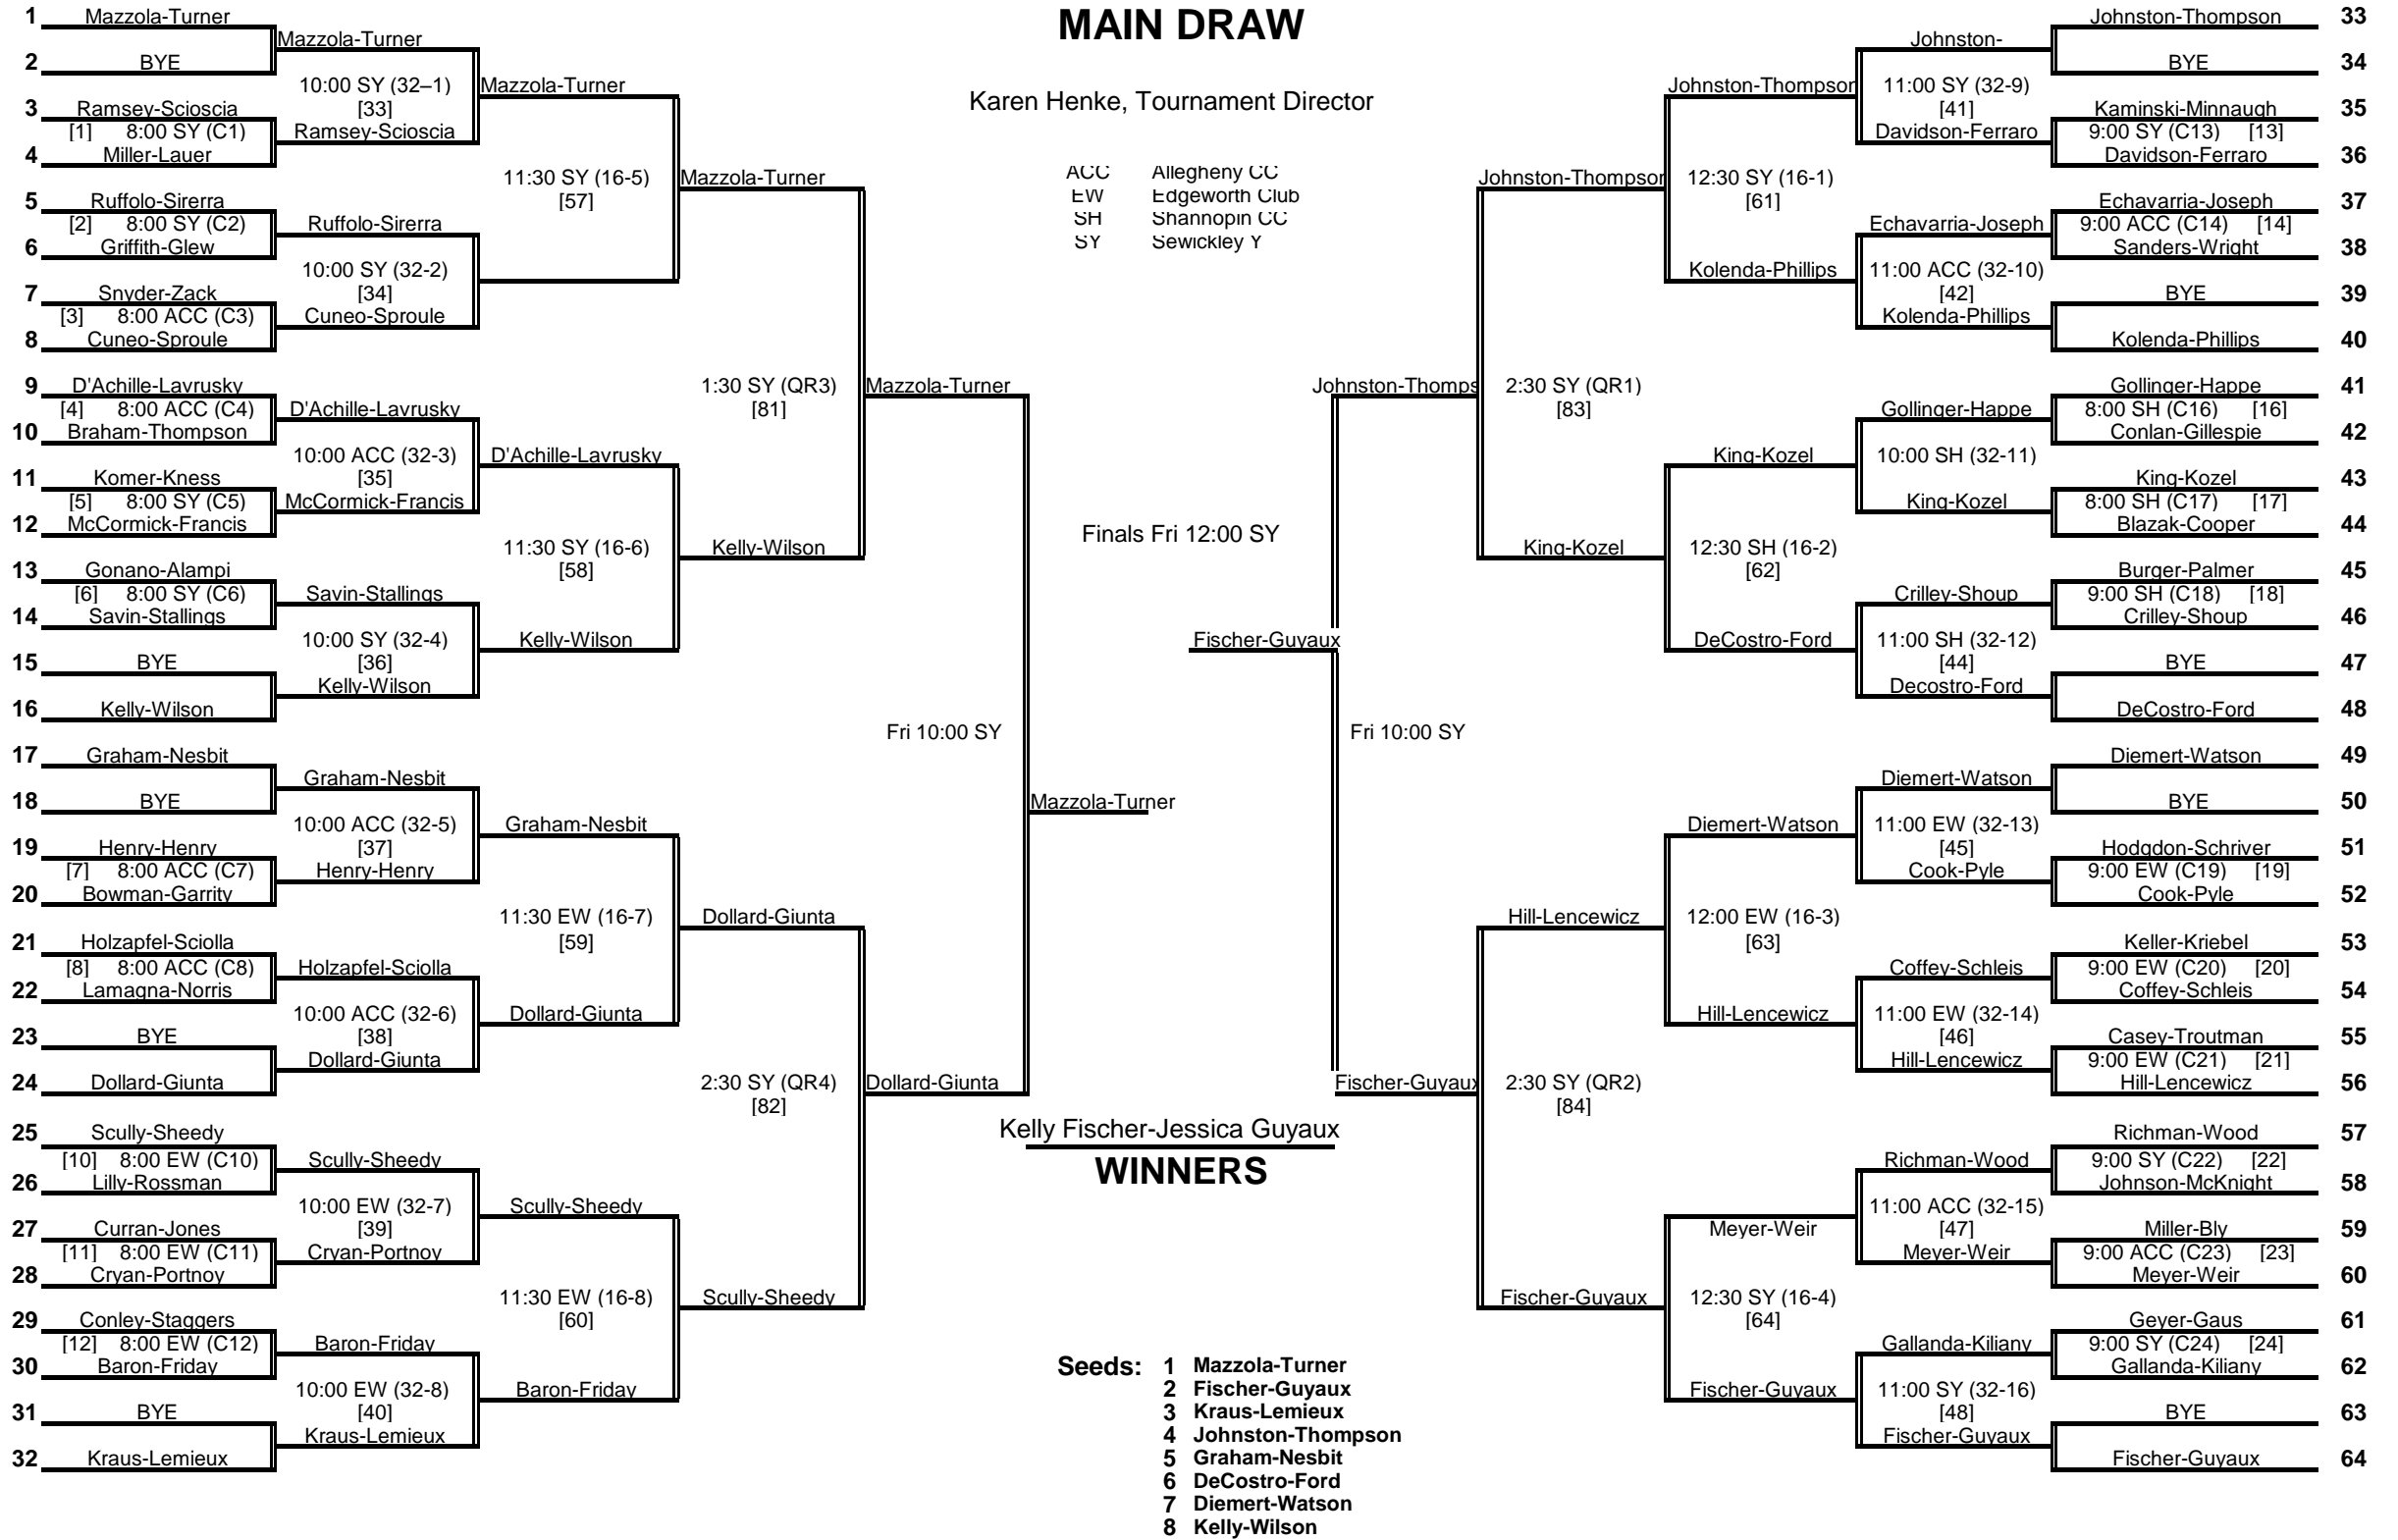 MAIN DRAW
Karen Henke, Tournament Director
ACC Allegheny CC
EW Edgeworth Club
SH Shannopin CC
SY Sewickley Y
1 Mazzola-Turner
2 BYE
3 Ramsey-Scioscia
[1] 8:00 SY (C1)
4 Miller-Lauer
5 Ruffolo-Sirerra
[2] 8:00 SY (C2)
6 Griffith-Glew
7 Snyder-Zack
[3] 8:00 ACC (C3)
8 Cuneo-Sproule
9 D'Achille-Lavrusky
[4] 8:00 ACC (C4)
10 Braham-Thompson
11 Komer-Kness
[5] 8:00 SY (C5)
12 McCormick-Francis
13 Gonano-Alampi
[6] 8:00 SY (C6)
14 Savin-Stallings
15 BYE
16 Kelly-Wilson
17 Graham-Nesbit
18 BYE
19 Henry-Henry
[7] 8:00 ACC (C7)
20 Bowman-Garrity
21 Holzapfel-Sciolla
[8] 8:00 ACC (C8)
22 Lamagna-Norris
23 BYE
24 Dollard-Giunta
25 Scully-Sheedy
[10] 8:00 EW (C10)
26 Lilly-Rossman
27 Curran-Jones
[11] 8:00 EW (C11)
28 Cryan-Portnoy
29 Conley-Staggers
[12] 8:00 EW (C12)
30 Baron-Friday
31 BYE
32 Kraus-Lemieux
Mazzola-Turner
10:00 SY (32–1)
[33]
Ramsey-Scioscia
Ruffolo-Sirerra
10:00 SY (32-2)
[34]
Cuneo-Sproule
D'Achille-Lavrusky
10:00 ACC (32-3)
[35]
McCormick-Francis
Savin-Stallings
10:00 SY (32-4)
[36]
Kelly-Wilson
Graham-Nesbit
10:00 ACC (32-5)
[37]
Henry-Henry
Holzapfel-Sciolla
10:00 ACC (32-6)
[38]
Dollard-Giunta
Scully-Sheedy
10:00 EW (32-7)
[39]
Cryan-Portnoy
Baron-Friday
10:00 EW (32-8)
[40]
Kraus-Lemieux
Mazzola-Turner
11:30 SY (16-5)
[57]
D'Achille-Lavrusky
11:30 SY (16-6)
[58]
Kelly-Wilson
Graham-Nesbit
11:30 EW (16-7)
[59]
Dollard-Giunta
Scully-Sheedy
11:30 EW (16-8)
[60]
Baron-Friday
Mazzola-Turner
1:30 SY (QR3)
[81]
Kelly-Wilson
Dollard-Giunta
2:30 SY (QR4)
[82]
Scully-Sheedy
Mazzola-Turner
Fri 10:00 SY
Dollard-Giunta
Mazzola-Turner
Finals Fri 12:00 SY
Fischer-Guyaux
Kelly Fischer-Jessica Guyaux
WINNERS
Johnston-Thomps
Fri 10:00 SY
Fischer-Guyaux
Johnston-Thompson
2:30 SY (QR1)
[83]
King-Kozel
Hill-Lencewicz
2:30 SY (QR2)
[84]
Fischer-Guyaux
Johnston-Thompson
12:30 SY (16-1)
[61]
Kolenda-Phillips
King-Kozel
12:30 SH (16-2)
[62]
DeCostro-Ford
Diemert-Watson
12:00 EW (16-3)
[63]
Hill-Lencewicz
Meyer-Weir
12:30 SY (16-4)
[64]
Fischer-Guyaux
Johnston-
11:00 SY (32-9)
[41]
Davidson-Ferraro
Echavarria-Joseph
11:00 ACC (32-10)
[42]
Kolenda-Phillips
Gollinger-Happe
10:00 SH (32-11)
King-Kozel
Crilley-Shoup
11:00 SH (32-12)
[44]
Decostro-Ford
Diemert-Watson
11:00 EW (32-13)
[45]
Cook-Pyle
Coffey-Schleis
11:00 EW (32-14)
[46]
Hill-Lencewicz
Richman-Wood
11:00 ACC (32-15)
[47]
Meyer-Weir
Gallanda-Kiliany
11:00 SY (32-16)
[48]
Fischer-Guyaux
Johnston-Thompson 33
BYE 34
Kaminski-Minnaugh 35
9:00 SY (C13) [13]
Davidson-Ferraro 36
Echavarria-Joseph 37
9:00 ACC (C14) [14]
Sanders-Wright 38
BYE 39
Kolenda-Phillips 40
Gollinger-Happe 41
8:00 SH (C16) [16]
Conlan-Gillespie 42
King-Kozel 43
8:00 SH (C17) [17]
Blazak-Cooper 44
Burger-Palmer 45
9:00 SH (C18) [18]
Crilley-Shoup 46
BYE 47
DeCostro-Ford 48
Diemert-Watson 49
BYE 50
Hodgdon-Schriver 51
9:00 EW (C19) [19]
Cook-Pyle 52
Keller-Kriebel 53
9:00 EW (C20) [20]
Coffey-Schleis 54
Casey-Troutman 55
9:00 EW (C21) [21]
Hill-Lencewicz 56
Richman-Wood 57
9:00 SY (C22) [22]
Johnson-McKnight 58
Miller-Bly 59
9:00 ACC (C23) [23]
Meyer-Weir 60
Geyer-Gaus 61
9:00 SY (C24) [24]
Gallanda-Kiliany 62
BYE 63
Fischer-Guyaux 64
Seeds: 1 Mazzola-Turner
2 Fischer-Guyaux
3 Kraus-Lemieux
4 Johnston-Thompson
5 Graham-Nesbit
6 DeCostro-Ford
7 Diemert-Watson
8 Kelly-Wilson